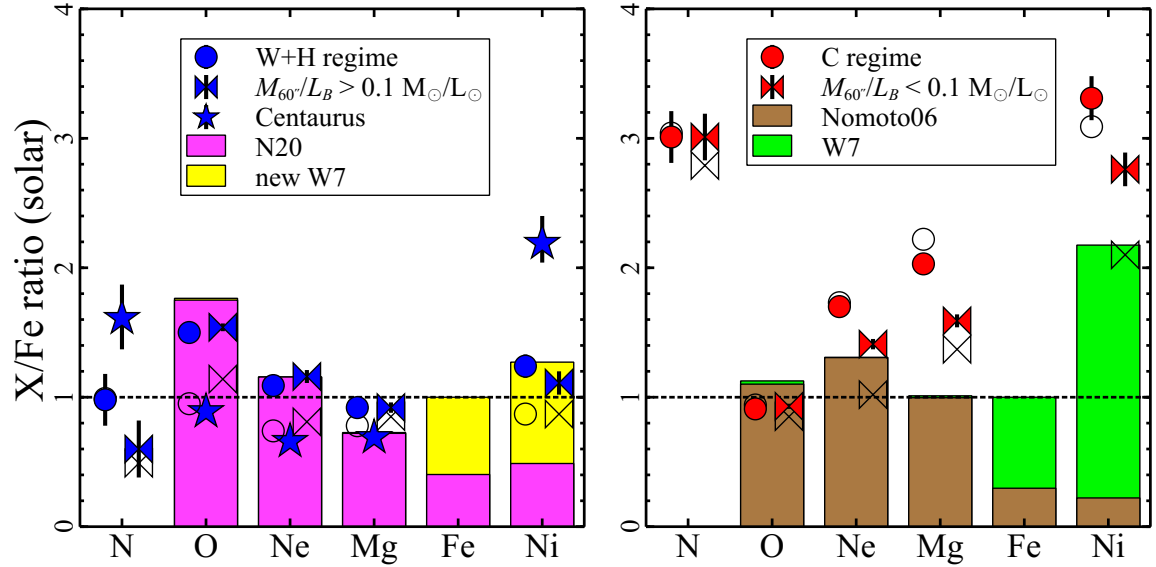 X/Fe ratio (solar)
4
3
2
1
0
W+H regime
M60″/LB > 0.1 M⊙/L⊙
Centaurus
N20
new W7
N O Ne Mg Fe Ni
4
3
2
1
0
C regime
M60″/LB < 0.1 M⊙/L⊙
Nomoto06
W7
N O Ne Mg Fe Ni